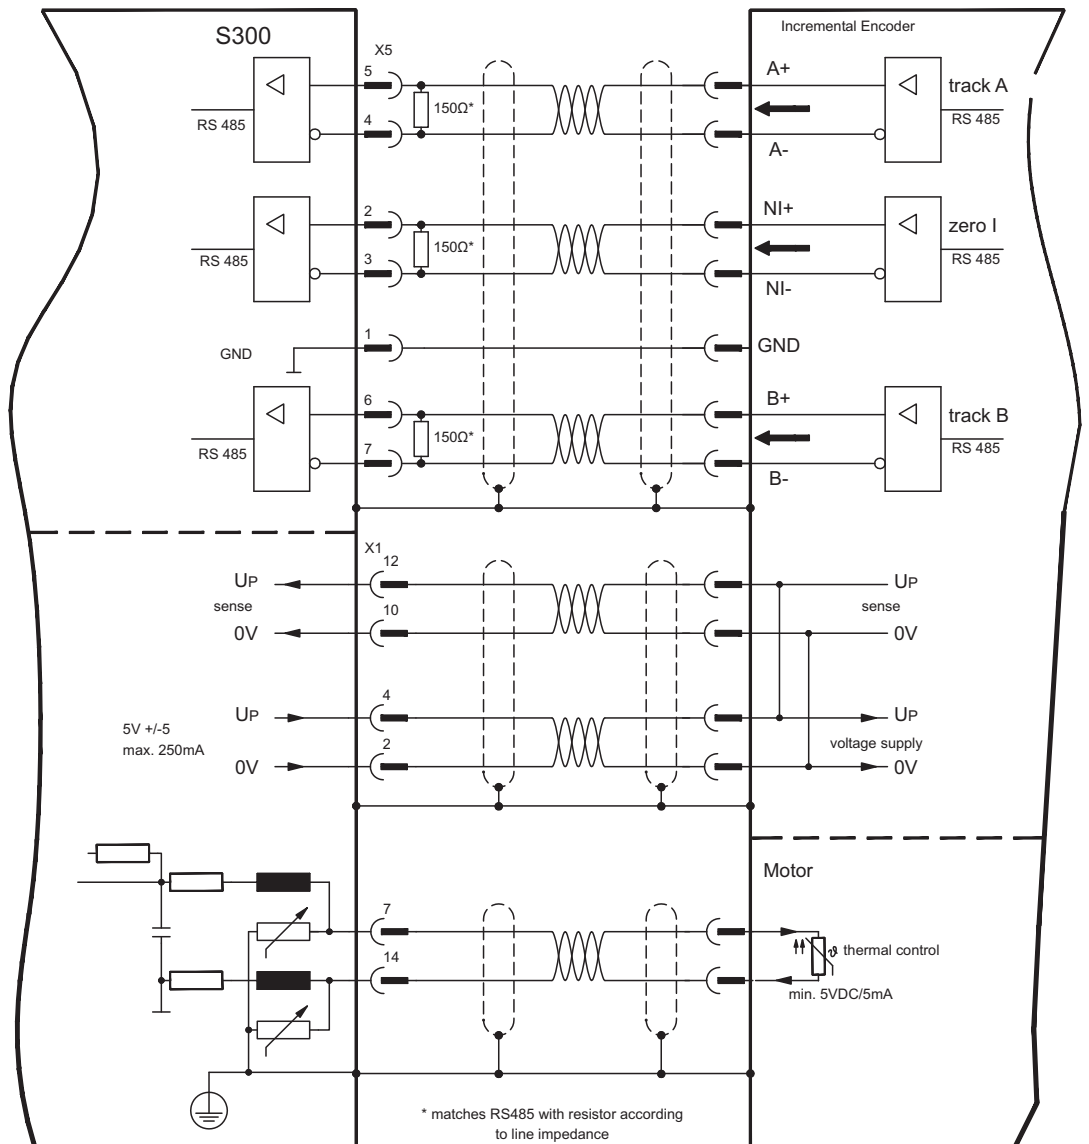 S300
Incremental Encoder
X5
5
A+
track A
150Ω*
RS 485
RS 485
4
A-
2
NI+
zero I
150Ω*
RS 485
RS 485
3
NI-
1
GND
GND
6
B+
track B
150Ω*
RS 485
RS 485
7
B-
X1
12
UP
UP
sense
sense
10
0V
0V
4
UP
UP
5V +/-5
max. 250mA
voltage supply
2
0V
0V
Motor
7
ϑ thermal control
14
min. 5VDC/5mA
* matches RS485 with resistor according
to line impedance